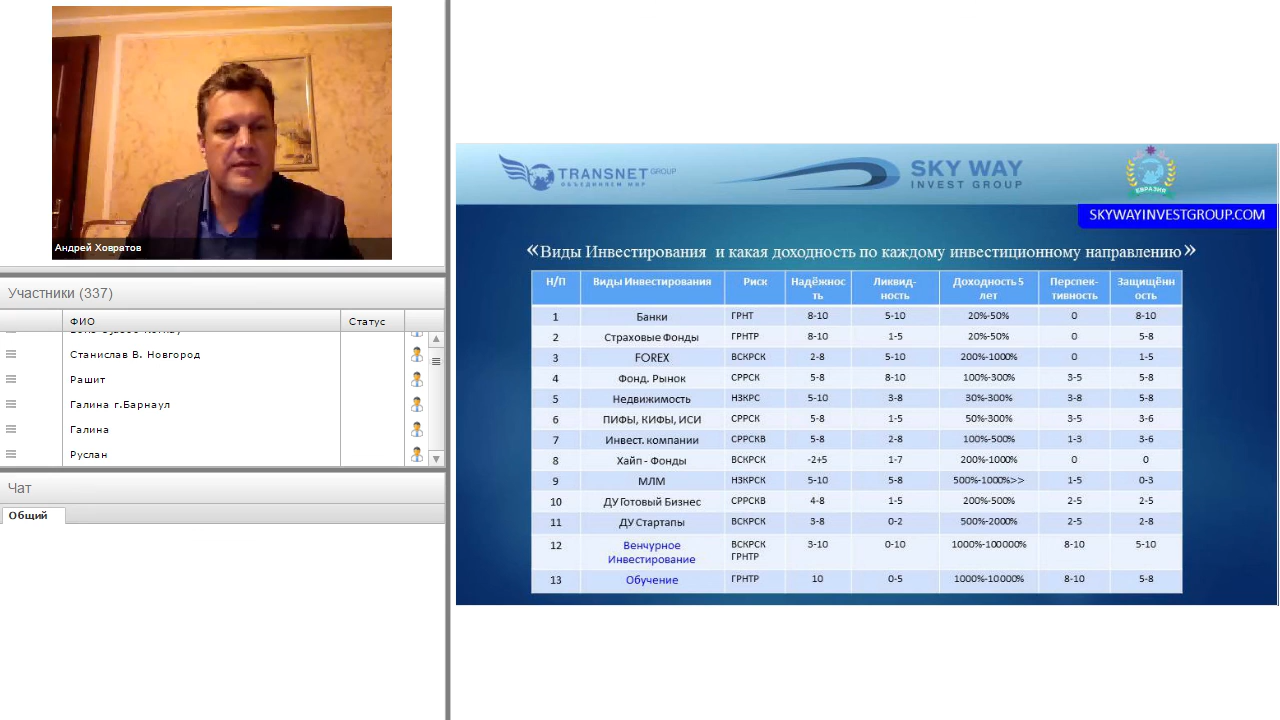 Андрей Ховратов
Участники (337)
ФИО Статус
Станислав В. Новгород
Рашит
Галина г.Барнаул
Галина
Руслан
Чат
Общий
TRANSNET GROUP
ОБЪЕДИНЯЕМ МИР
SKY WAY
INVEST GROUP
ЕВРАЗИЯ
SKYWAYINVESTGROUP.COM
«Виды Инвестирования и какая доходность по каждому инвестиционному направлению»
Н/П Виды Инвестирования Риск Надёжнос Ликвид- Доходность 5 Перспек- Защищённ
ть ность лет тивность ость
1 Банки ГРНТ 8-10 5-10 20%-50% 0 8-10
2 Страховые Фонды ГРНТР 8-10 1-5 20%-50% 0 5-8
3 FOREX ВСКРСК 2-8 5-10 200%-1000% 0 1-5
4 Фонд. Рынок СРРСК 5-8 8-10 100%-300% 3-5 5-8
5 Недвижимость НЗКРС 5-10 3-8 30%-300% 3-8 5-8
6 ПИФЫ, КИФЫ, ИСИ СРРСК 5-8 1-5 50%-300% 3-5 3-6
7 Инвест. компании СРРСКВ 5-8 2-8 100%-500% 1-3 3-6
8 Хайп - Фонды ВСКРСК -2+5 1-7 200%-1000% 0 0
9 МЛМ НЗКРСК 5-10 5-8 500%-1000%>> 1-5 0-3
10 ДУ Готовый Бизнес СРРСКВ 4-8 1-5 200%-500% 2-5 2-5
11 ДУ Стартапы ВСКРСК 3-8 0-2 500%-2000% 2-5 2-8
12 Венчурное ВСКРСК 3-10 0-10 1000%-100000% 8-10 5-10
Инвестирование ГРНТР
13 Обучение ГРНТР 10 0-5 1000%-10000% 8-10 5-8